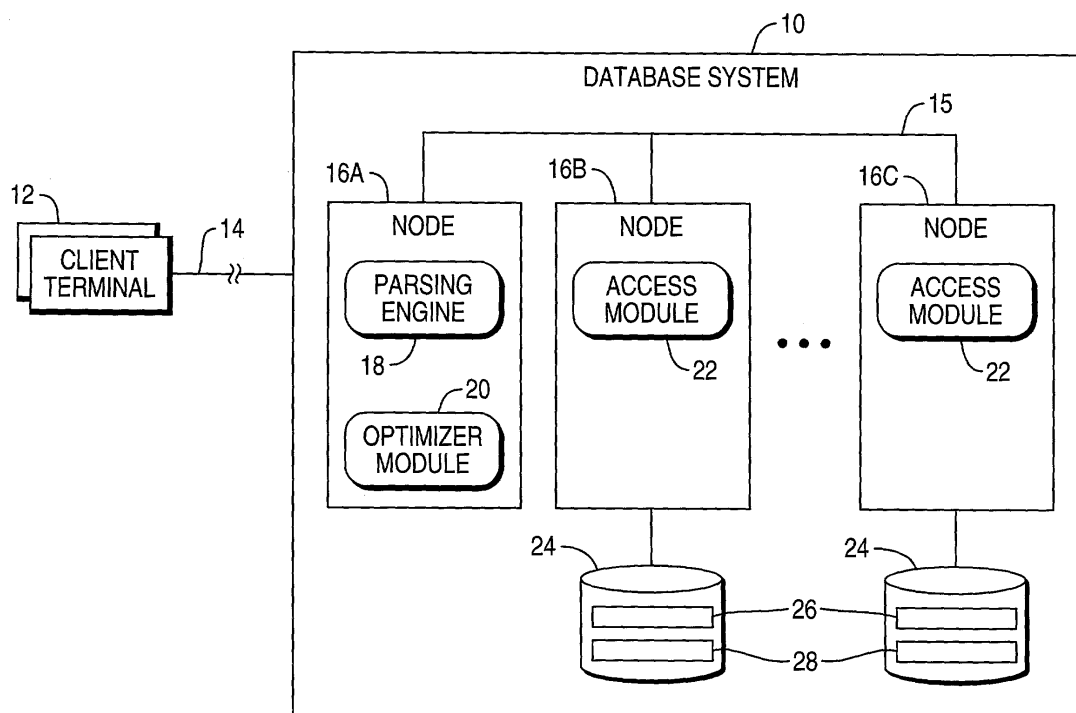 10
DATABASE SYSTEM
15
16A
16B
16C
12
14
CLIENT
TERMINAL
NODE
NODE
NODE
PARSING
ENGINE
ACCESS
MODULE
ACCESS
MODULE
18
22
22
20
OPTIMIZER
MODULE
24
24
26
28